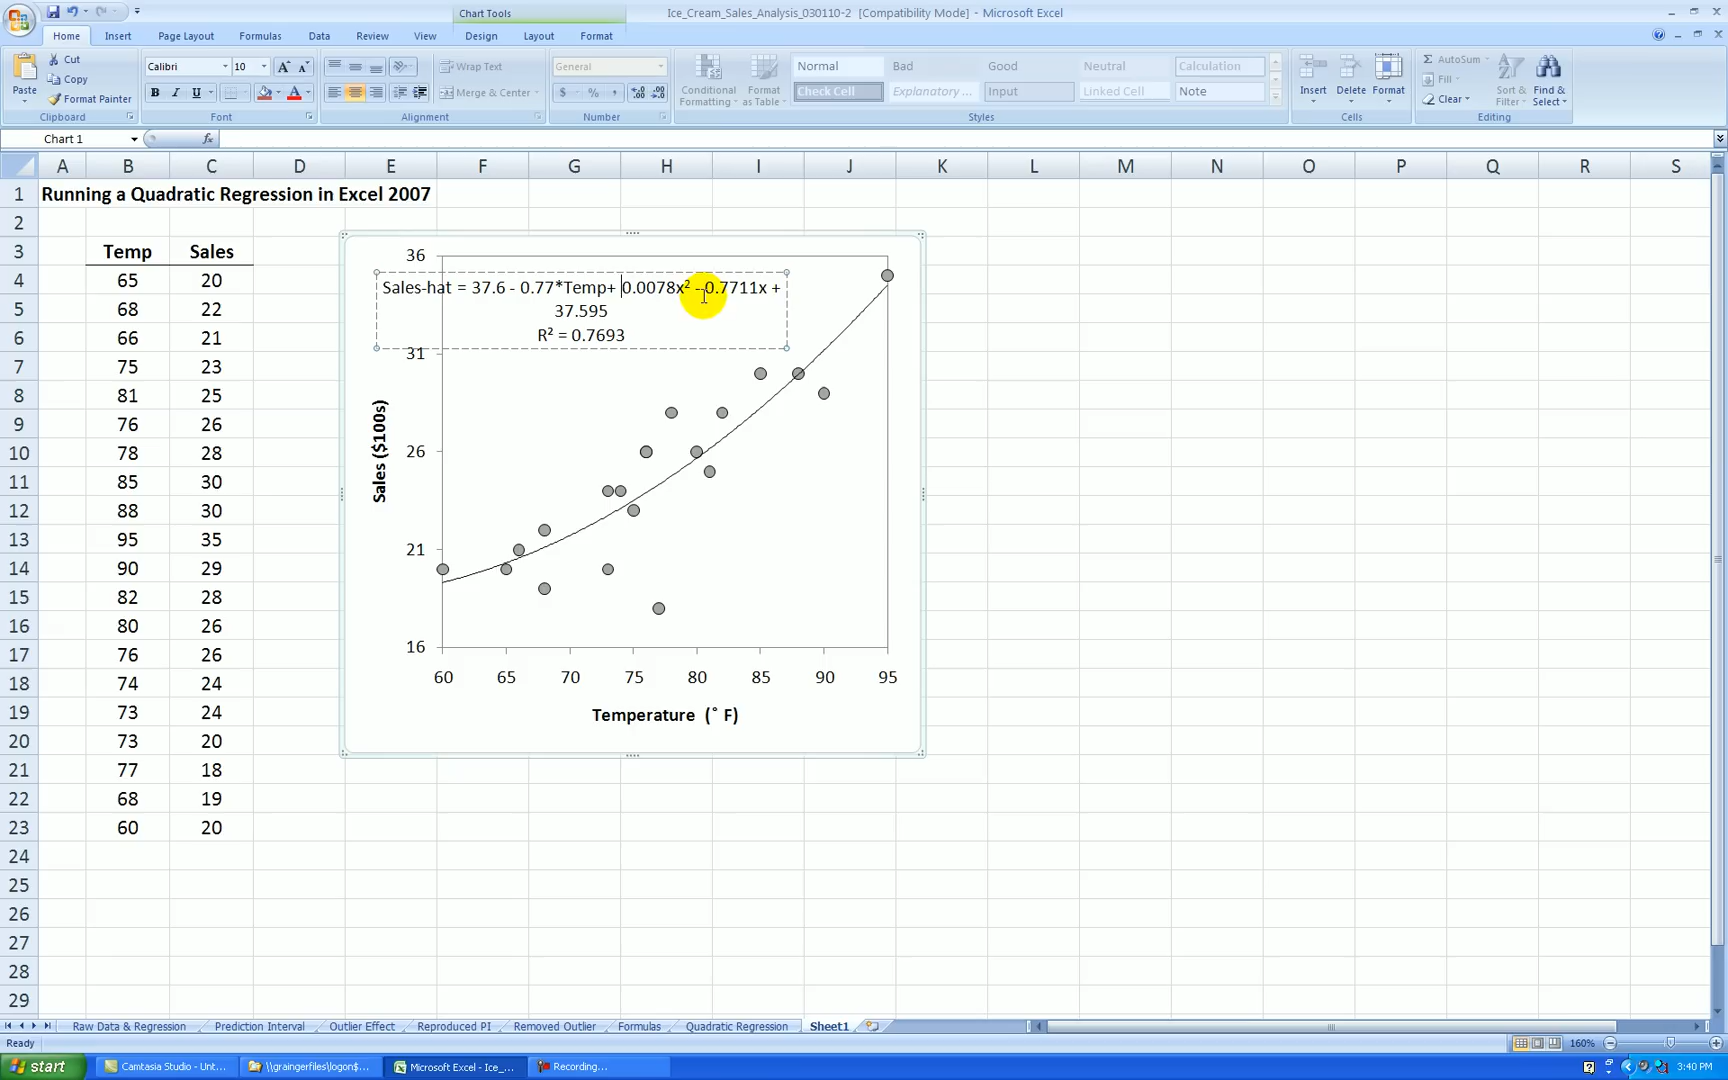 Chart Tools
Ice_Cream_Sales_Analysis_030110-2 [Compatibility Mode] - Microsoft Excel
Home Insert Page Layout Formulas Data Review View Design Layout Format
Paste
Cut
Copy
Format Painter
Clipboard
Calibri 10
B I U
Font
Wrap Text
Merge & Center
Alignment
General
$ % ,
Number
Conditional Formatting
Format as Table
Normal Bad Good Neutral Calculation
Check Cell Explanatory ... Input Linked Cell Note
Styles
Insert Delete Format
Cells
AutoSum
Fill
Clear
Sort & Filter
Find & Select
Editing
Chart 1 fx
A B C D E F G H I J K L M N O P Q R S
1 Running a Quadratic Regression in Excel 2007
2
3 Temp Sales
4 65 20
5 68 22
6 66 21
7 75 23
8 81 25
9 76 26
10 78 28
11 85 30
12 88 30
13 95 35
14 90 29
15 82 28
16 80 26
17 76 26
18 74 24
19 73 24
20 73 20
21 77 18
22 68 19
23 60 20
24
25
26
27
28
29
36
Sales-hat = 37.6 - 0.77*Temp+ 0.0078x² - 0.7711x +
37.595
R² = 0.7693
31
26
21
16
Sales ($100s)
60 65 70 75 80 85 90 95
Temperature (° F)
Raw Data & Regression Prediction Interval Outlier Effect Reproduced PI Removed Outlier Formulas Quadratic Regression Sheet1
Ready 160%
start Camtasia Studio - Unt... \\graingerfiles\logon$... Microsoft Excel - Ice_... Recording... 3:40 PM